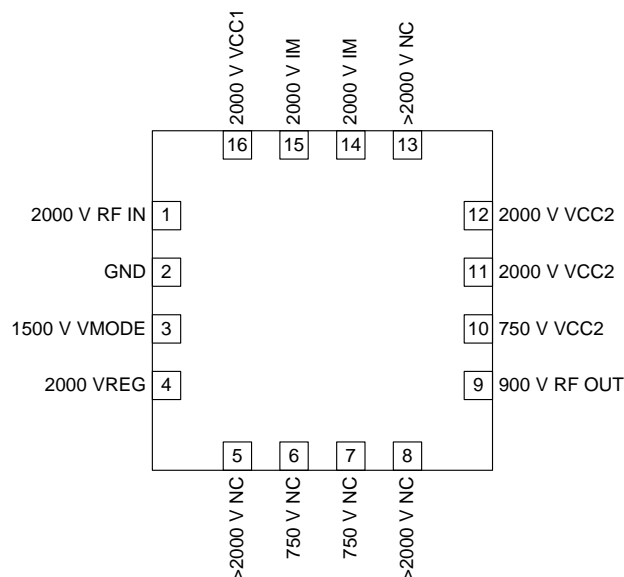 2000 V VCC1
2000 V IM
2000 V IM
>2000 V NC
16
15
14
13
2000 V RF IN
1
12
2000 V VCC2
GND
2
11
2000 V VCC2
1500 V VMODE
3
10
750 V VCC2
2000 VREG
4
9
900 V RF OUT
5
6
7
8
>2000 V NC
750 V NC
750 V NC
>2000 V NC